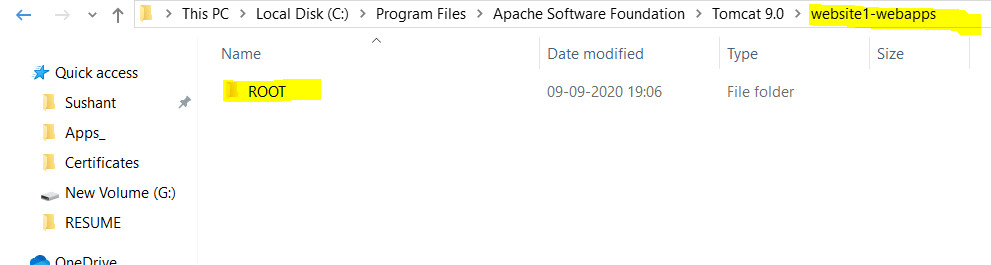 This PC > Local Disk (C:) > Program Files > Apache Software Foundation > Tomcat 9.0 > website1-webapps
Name Date modified Type Size
Quick access
ROOT 09-09-2020 19:06 File folder
Sushant
Apps_
Certificates
New Volume (G:)
RESUME
OneDrive